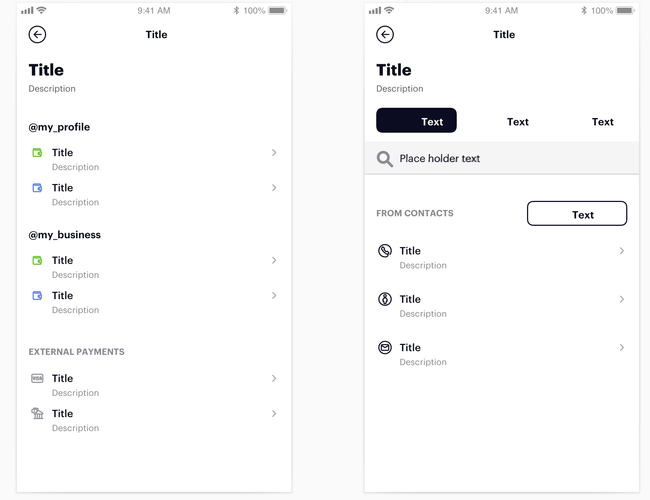 9:41 AM
100%
Title
Title
Description
@my_profile
Title
Description
Title
@my_business
Title
Description
Title
Description
EXTERNAL PAYMENTS
VISA
Title
Description
Title
Description
9:41 AM
100%
Title
Title
Description
Text Text Text
Place holder text
FROM CONTACTS Text
Title
Description
Title
Description
Title
Description